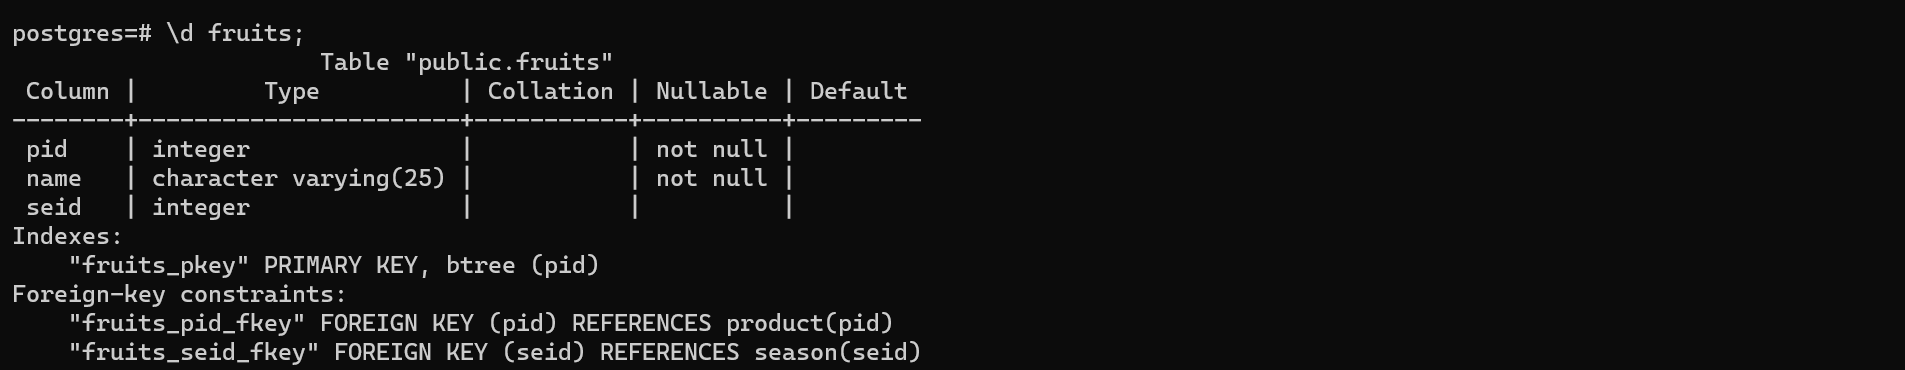 postgres=# \d fruits;
                      Table "public.fruits"
 Column |         Type          | Collation | Nullable | Default
--------+-----------------------+-----------+----------+---------
 pid    | integer               |           | not null |
 name   | character varying(25) |           | not null |
 seid   | integer               |           |          |
Indexes:
    "fruits_pkey" PRIMARY KEY, btree (pid)
Foreign-key constraints:
    "fruits_pid_fkey" FOREIGN KEY (pid) REFERENCES product(pid)
    "fruits_seid_fkey" FOREIGN KEY (seid) REFERENCES season(seid)